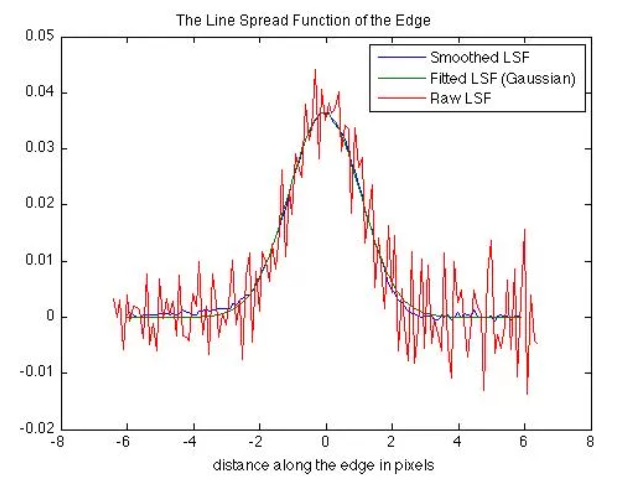 The Line Spread Function of the Edge
0.05
0.04
0.03
0.02
0.01
0
-0.01
-0.02
Smoothed LSF
Fitted LSF (Gaussian)
Raw LSF
-8 -6 -4 -2 0 2 4 6 8
distance along the edge in pixels